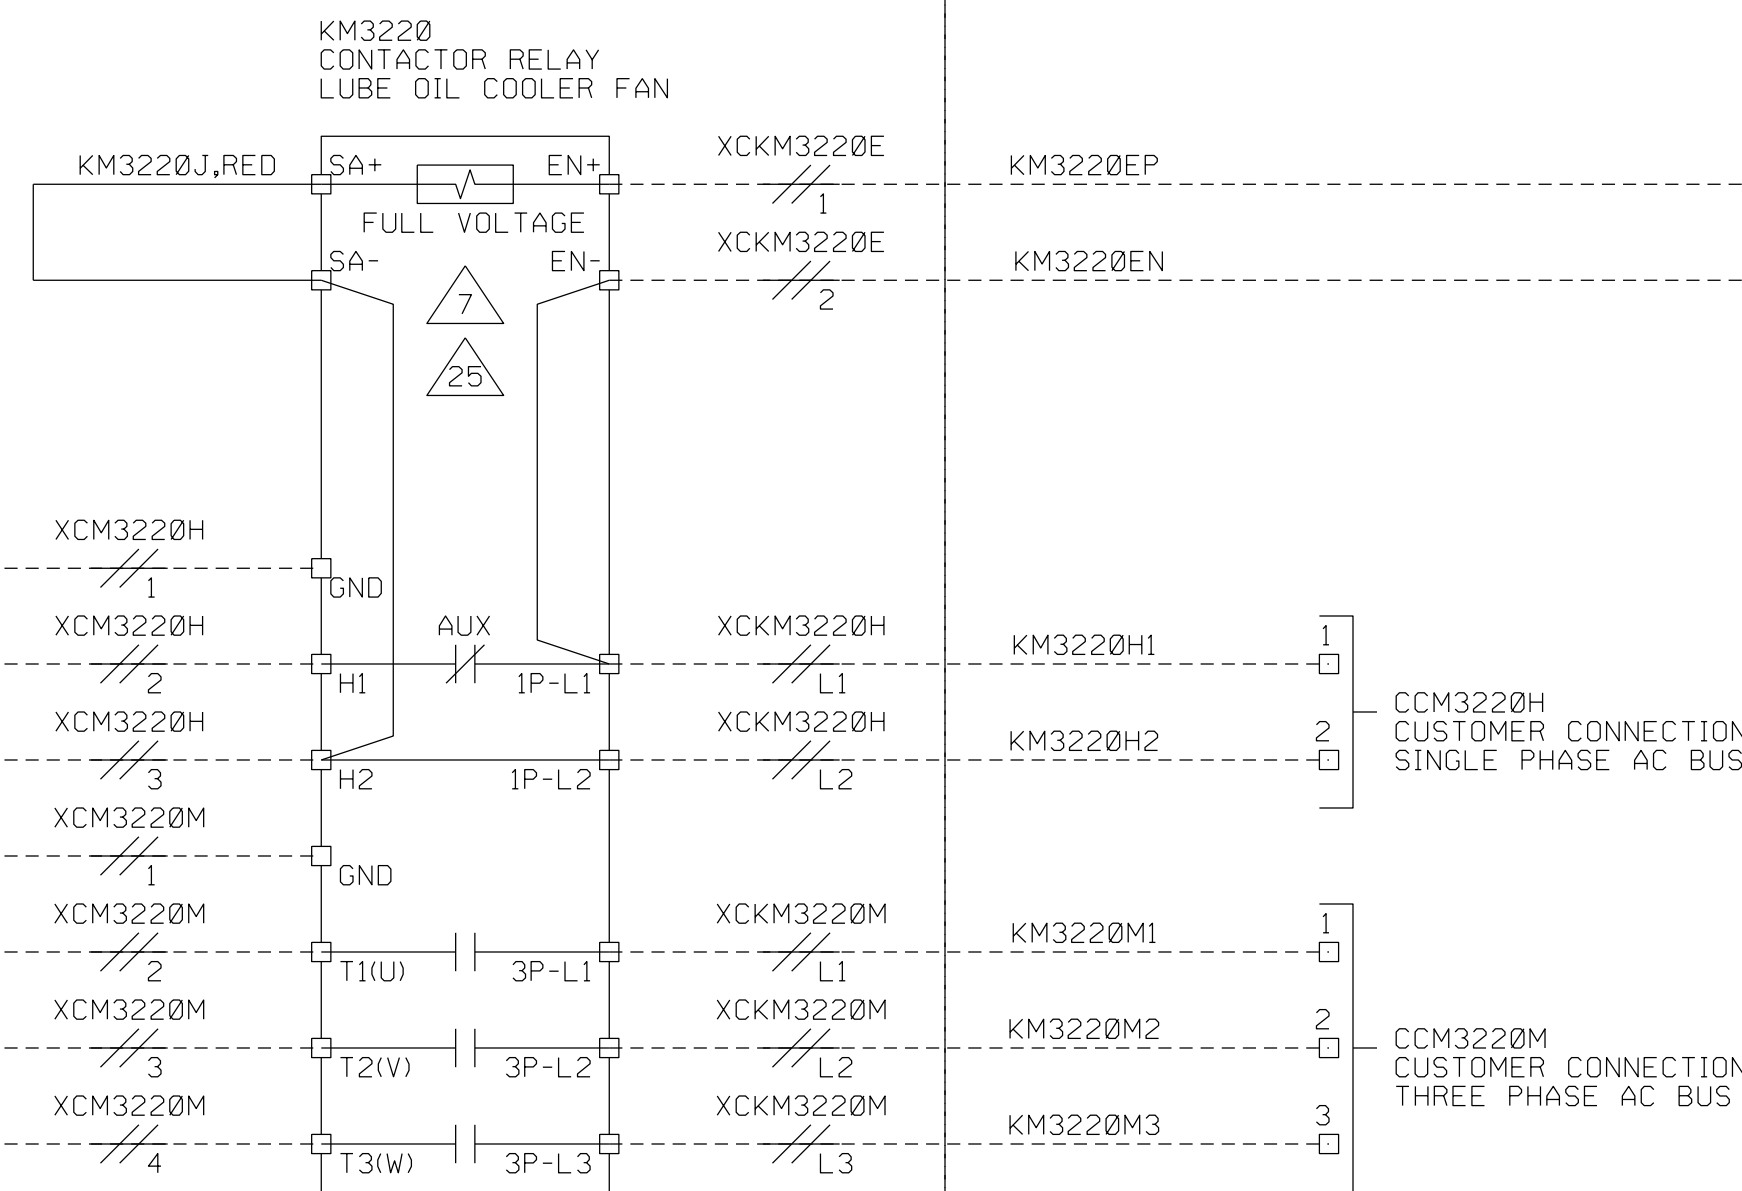 KM3220
CONTACTOR RELAY
LUBE OIL COOLER FAN
KM3220J,RED
SA+
EN+
XCKM3220E
1
KM3220EP
FULL VOLTAGE
SA-
EN-
XCKM3220E
2
KM3220EN
7
25
XCM3220H
1
GND
XCM3220H
2
H1
AUX
1P-L1
XCKM3220H
L1
KM3220H1
1
XCM3220H
3
H2
1P-L2
XCKM3220H
L2
KM3220H2
2
CCM3220H
CUSTOMER CONNECTION
SINGLE PHASE AC BUS
XCM3220M
1
GND
XCM3220M
2
T1(U)
3P-L1
XCKM3220M
L1
KM3220M1
1
XCM3220M
3
T2(V)
3P-L2
XCKM3220M
L2
KM3220M2
2
CCM3220M
CUSTOMER CONNECTION
THREE PHASE AC BUS
XCM3220M
4
T3(W)
3P-L3
XCKM3220M
L3
KM3220M3
3